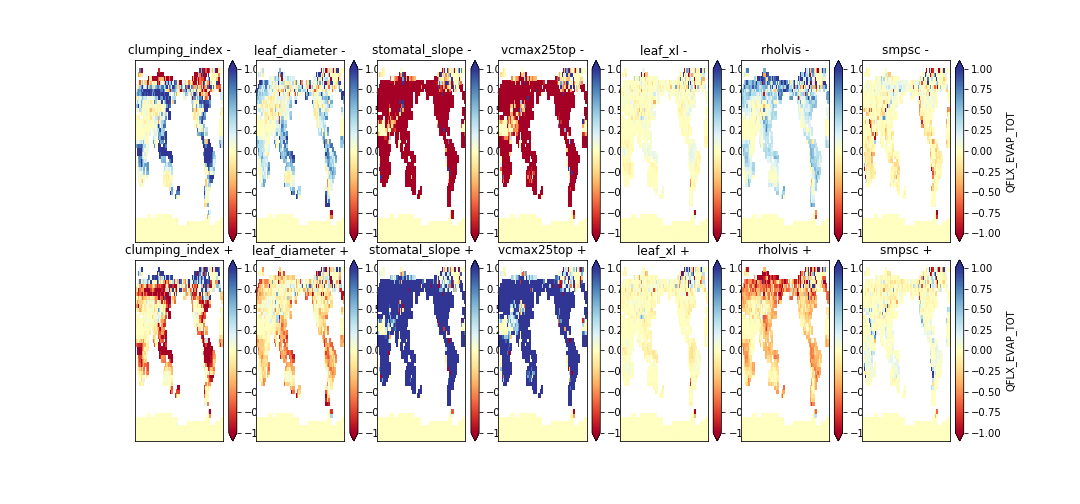 clumping_index -
leaf_diameter -
stomatal_slope -
vcmax25top -
leaf_xl -
rholvis -
smpsc -
1.00
0.75
0.50
0.25
0.00
−0.25
−0.50
−0.75
−1.00
QFLX_EVAP_TOT
clumping_index +
leaf_diameter +
stomatal_slope +
vcmax25top +
leaf_xl +
rholvis +
smpsc +
1.00
0.75
0.50
0.25
0.00
−0.25
−0.50
−0.75
−1.00
QFLX_EVAP_TOT